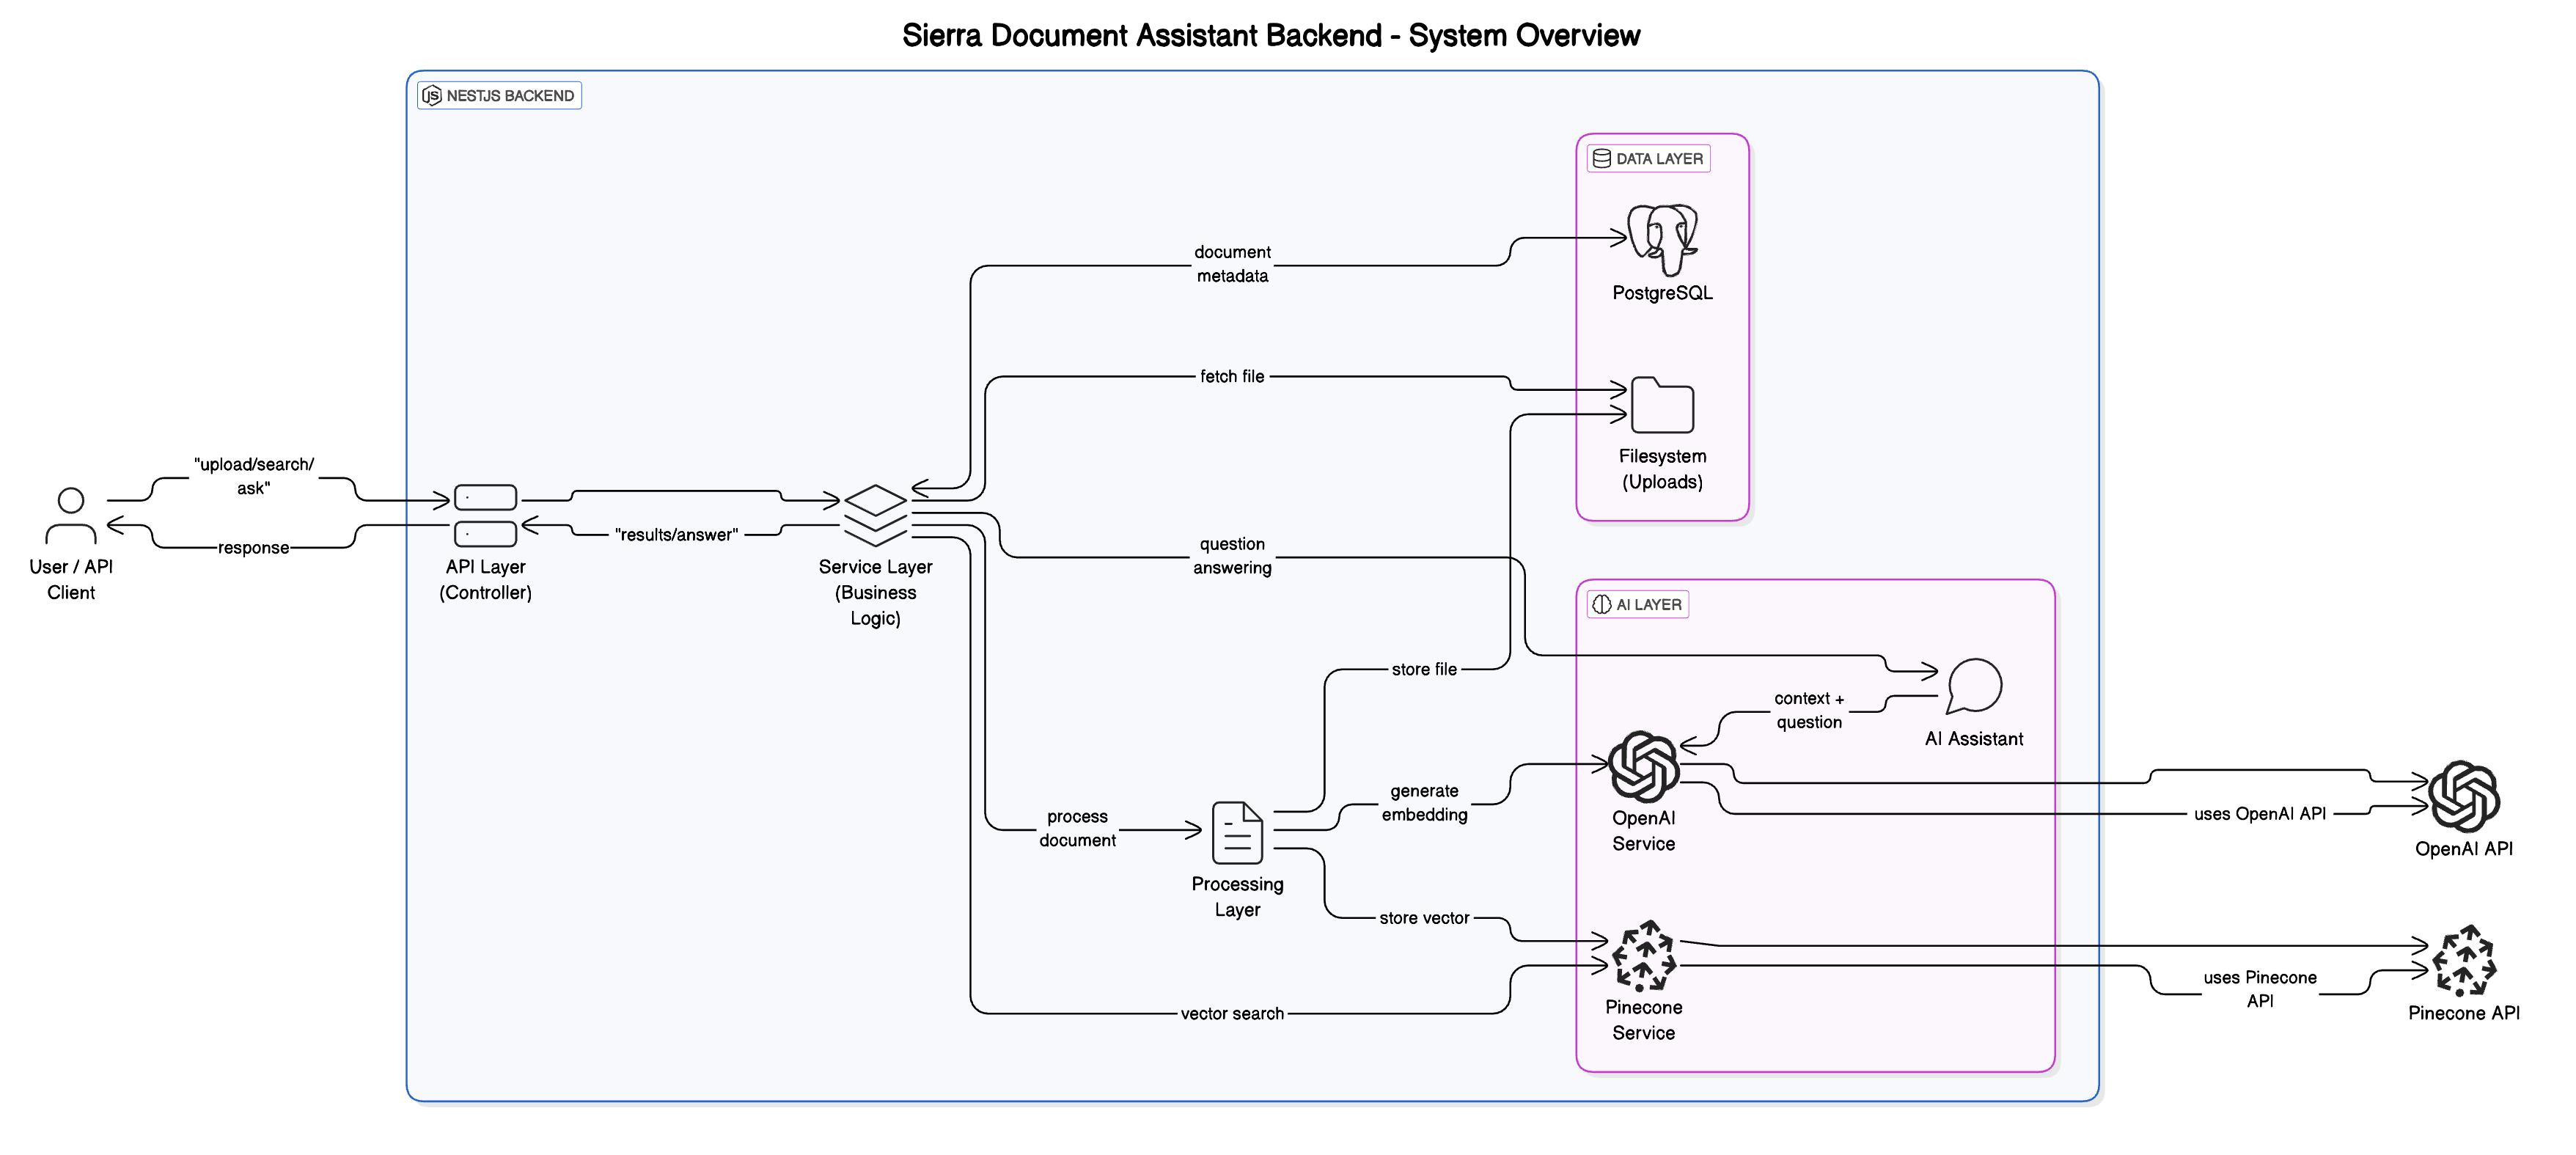 Sierra Document Assistant Backend - System Overview
JS NESTJS BACKEND
DATA LAYER
PostgreSQL
document
metadata
fetch file
Filesystem
(Uploads)
"upload/search/
ask"
response
User / API
Client
API Layer
(Controller)
"results/answer"
Service Layer
(Business
Logic)
question
answering
AI LAYER
store file
context +
question
AI Assistant
generate
embedding
process
document
Processing
Layer
OpenAI
Service
uses OpenAI API
OpenAI API
store vector
vector search
Pinecone
Service
uses Pinecone
API
Pinecone API